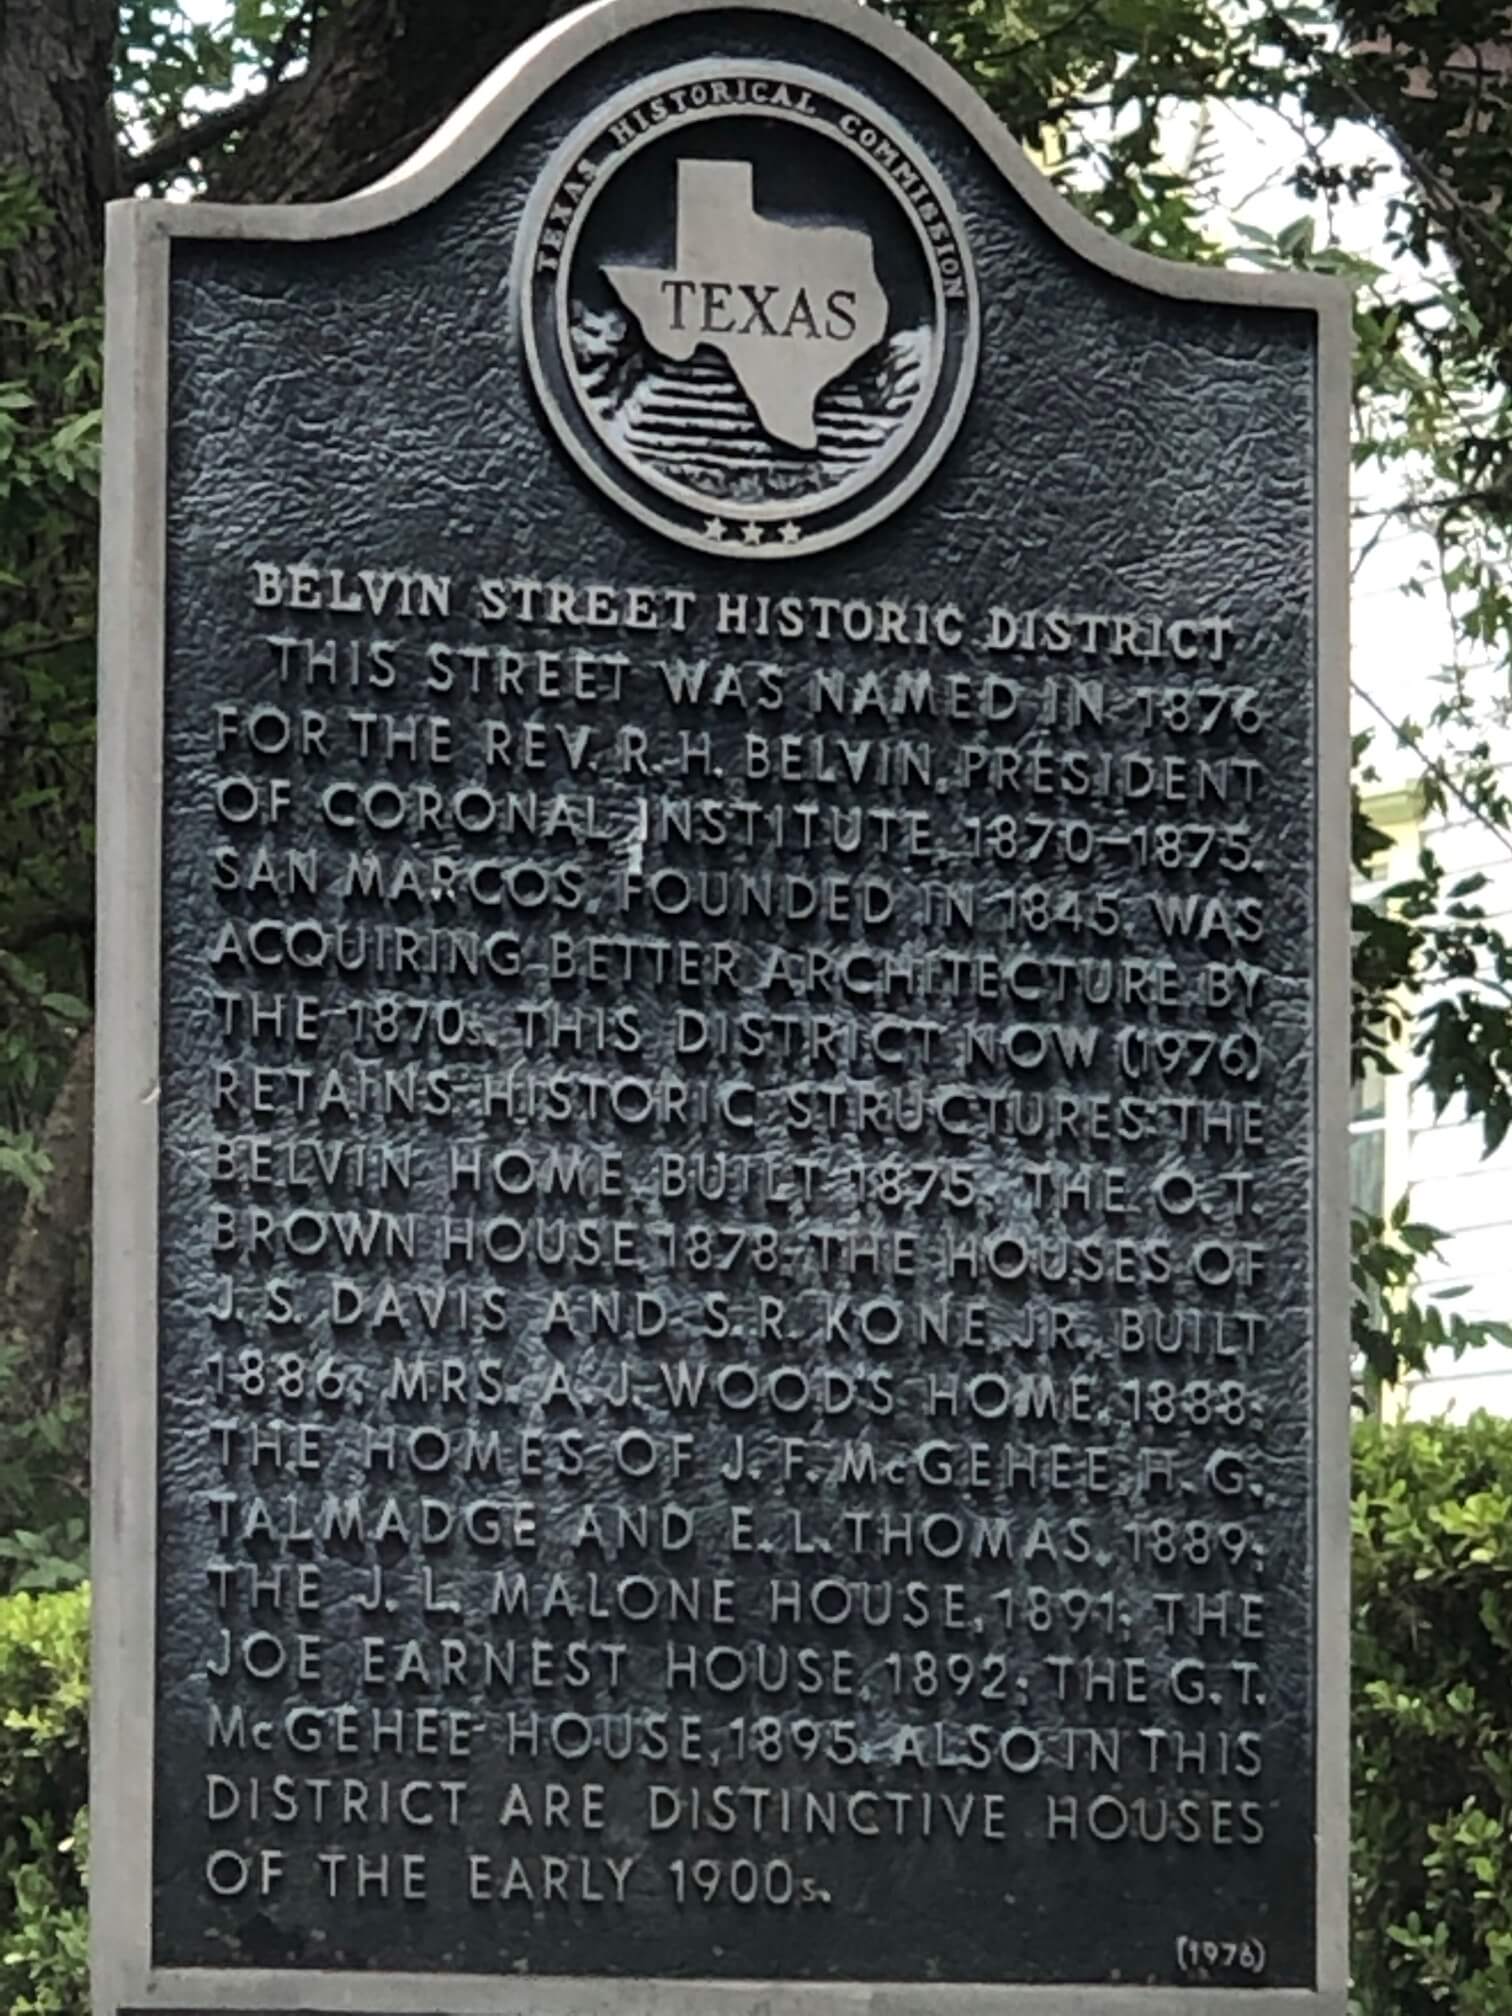 TEXAS HISTORICAL COMMISSION
TEXAS
BELVIN STREET HISTORIC DISTRICT
THIS STREET WAS NAMED IN 1876
FOR THE REV. R. H. BELVIN, PRESIDENT
OF CORONAL INSTITUTE, 1870-1875.
SAN MARCOS, FOUNDED IN 1845, WAS
ACQUIRING BETTER ARCHITECTURE BY
THE 1870s. THIS DISTRICT NOW (1976)
RETAINS HISTORIC STRUCTURES: THE
BELVIN HOME, BUILT 1875; THE O. T.
BROWN HOUSE, 1878; THE HOUSES OF
J. S. DAVIS AND S. R. KONE, JR., BUILT
1886; MRS. A. J. WOODS HOME, 1888;
THE HOMES OF J. F. McGEHEE, H. G.
TALMADGE AND E. L. THOMAS, 1889;
THE J. L. MALONE HOUSE, 1891; THE
JOE EARNEST HOUSE, 1892; THE G. T.
McGEHEE HOUSE, 1895. ALSO IN THIS
DISTRICT ARE DISTINCTIVE HOUSES
OF THE EARLY 1900s.
(1976)